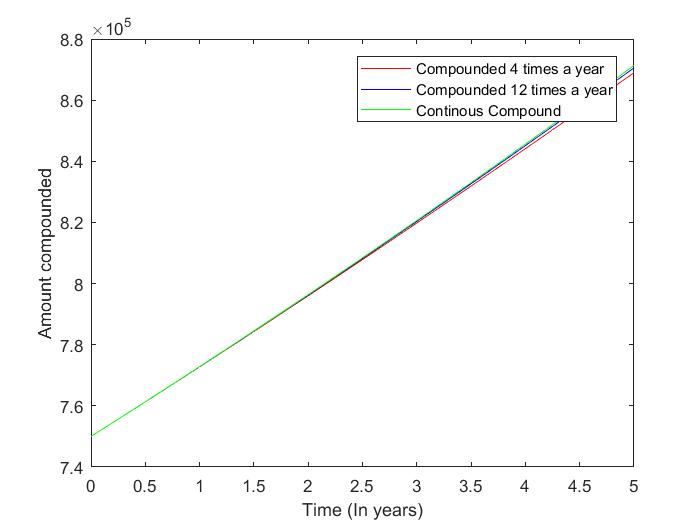 ×10⁵
8.8
8.6
8.4
8.2
8
7.8
7.6
7.4
Amount compounded
Compounded 4 times a year
Compounded 12 times a year
Continous Compound
0 0.5 1 1.5 2 2.5 3 3.5 4 4.5 5
Time (In years)